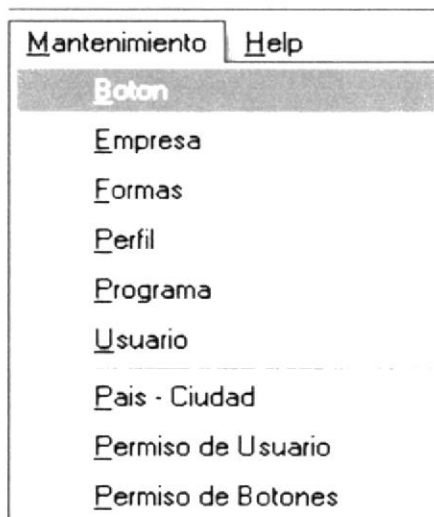 Mantenimiento Help
Boton
Empresa
Formas
Perfil
Programa
Usuario
Pais - Ciudad
Permiso de Usuario
Permiso de Botones